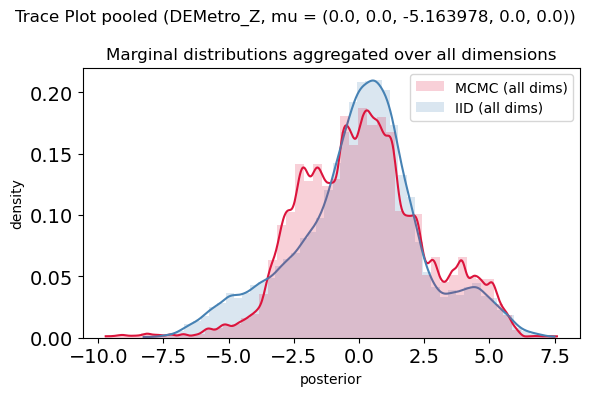 Trace Plot pooled (DEMetro_Z, mu = (0.0, 0.0, -5.163978, 0.0, 0.0))
Marginal distributions aggregated over all dimensions
MCMC (all dims)
IID (all dims)
density
0.20
0.15
0.10
0.05
0.00
−10.0 −7.5 −5.0 −2.5 0.0 2.5 5.0 7.5
posterior